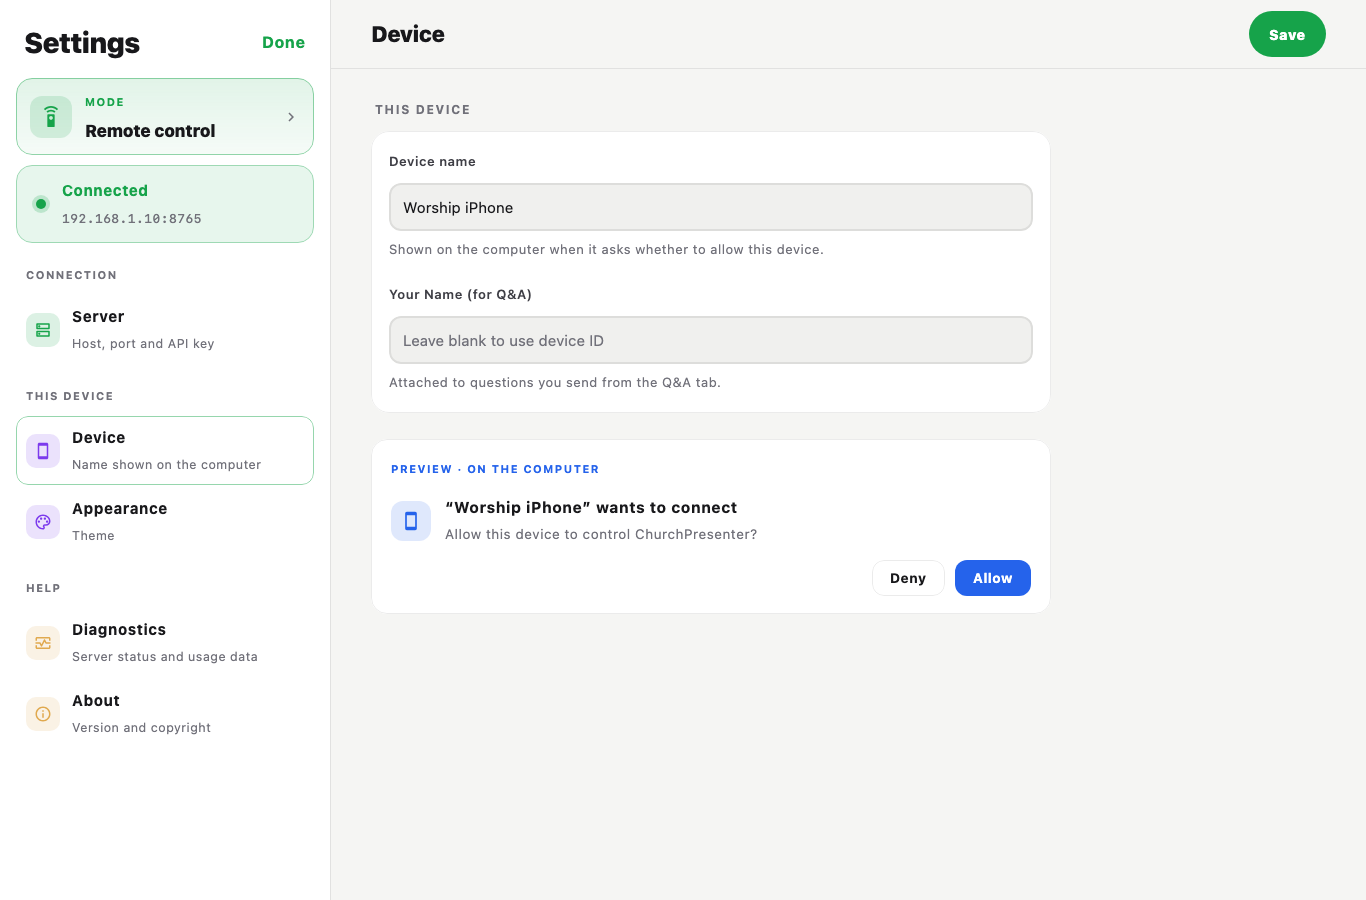 Settings
Done
MODE
Remote control
Connected
192.168.1.10:8765
CONNECTION
Server
Host, port and API key
THIS DEVICE
Device
Name shown on the computer
Appearance
Theme
HELP
Diagnostics
Server status and usage data
About
Version and copyright
Device
Save
THIS DEVICE
Device name
Worship iPhone
Shown on the computer when it asks whether to allow this device.
Your Name (for Q&A)
Leave blank to use device ID
Attached to questions you send from the Q&A tab.
PREVIEW · ON THE COMPUTER
“Worship iPhone” wants to connect
Allow this device to control ChurchPresenter?
Deny
Allow